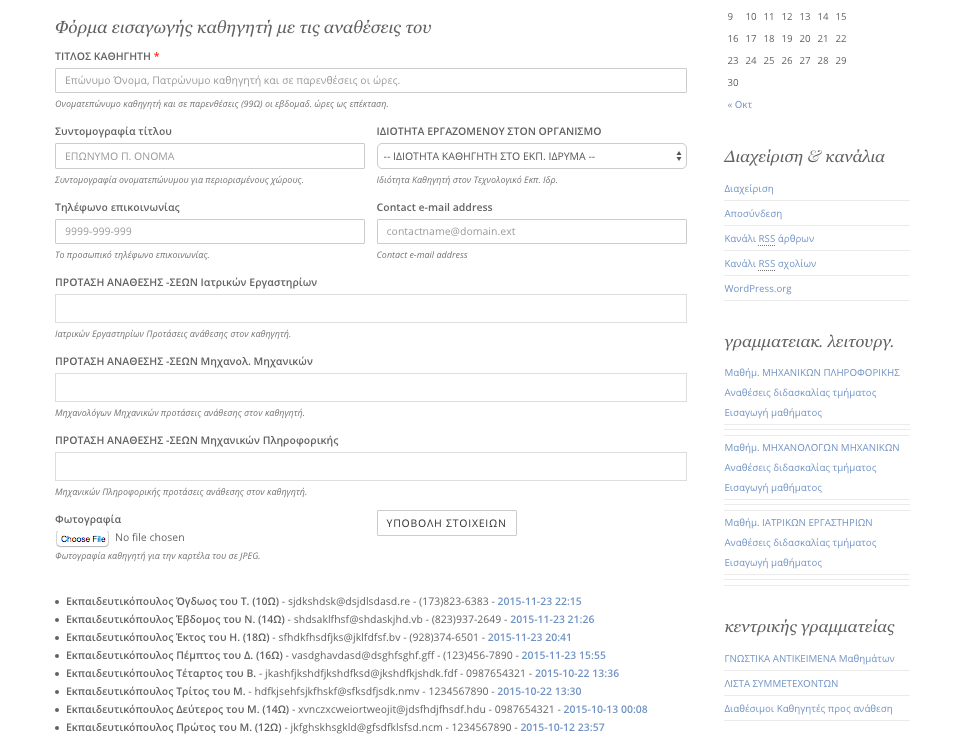 Φόρμα εισαγωγής καθηγητή με τις αναθέσεις του
ΤΙΤΛΟΣ ΚΑΘΗΓΗΤΗ *
Επώνυμο Όνομα, Πατρώνυμο καθηγητή και σε παρενθέσεις οι ώρες.
Ονοματεπώνυμο καθηγητή και σε παρενθέσεις (99Ω) οι εβδομαδ. ώρες ως επέκταση.
Συντομογραφία τίτλου
ΕΠΩΝΥΜΟ Π. ΟΝΟΜΑ
Συντομογραφία ονοματεπώνυμου για περιορισμένους χώρους.
ΙΔΙΟΤΗΤΑ ΕΡΓΑΖΟΜΕΝΟΥ ΣΤΟΝ ΟΡΓΑΝΙΣΜΟ
-- ΙΔΙΟΤΗΤΑ ΚΑΘΗΓΗΤΗ ΣΤΟ ΕΚΠ. ΙΔΡΥΜΑ --
Ιδιότητα Καθηγητή στον Τεχνολογικό Εκπ. Ιδρ.
Τηλέφωνο επικοινωνίας
9999-999-999
Το προσωπικό τηλέφωνο επικοινωνίας.
Contact e-mail address
contactname@domain.ext
Contact e-mail address
ΠΡΟΤΑΣΗ ΑΝΑΘΕΣΗΣ -ΣΕΩΝ Ιατρικών Εργαστηρίων
Ιατρικών Εργαστηρίων Προτάσεις ανάθεσης στον καθηγητή.
ΠΡΟΤΑΣΗ ΑΝΑΘΕΣΗΣ -ΣΕΩΝ Μηχανολ. Μηχανικών
Μηχανολόγων Μηχανικών προτάσεις ανάθεσης στον καθηγητή.
ΠΡΟΤΑΣΗ ΑΝΑΘΕΣΗΣ -ΣΕΩΝ Μηχανικών Πληροφορικής
Μηχανικών Πληροφορικής προτάσεις ανάθεσης στον καθηγητή.
Φωτογραφία
Choose File No file chosen
Φωτογραφία καθηγητή για την καρτέλα του σε JPEG.
ΥΠΟΒΟΛΗ ΣΤΟΙΧΕΙΩΝ
Εκπαιδευτικόπουλος Όγδωος του Τ. (10Ω) - sjdkshdsk@dsjdlsdasd.re - (173)823-6383 - 2015-11-23 22:15
Εκπαιδευτικόπουλος Έβδομος του Ν. (14Ω) - shdsaklfhsf@shdaskjhd.vb - (823)937-2649 - 2015-11-23 21:26
Εκπαιδευτικόπουλος Έκτος του Η. (18Ω) - sfhdkfhsdfjks@jklfdfsf.bv - (928)374-6501 - 2015-11-23 20:41
Εκπαιδευτικόπουλος Πέμπτος του Δ. (16Ω) - vasdghavdasd@dsghfsghf.gff - (123)456-7890 - 2015-11-23 15:55
Εκπαιδευτικόπουλος Τέταρτος του Β. - jkashfjkshdfjkshdfksd@jkshdfkjshdk.fdf - 0987654321 - 2015-10-22 13:36
Εκπαιδευτικόπουλος Τρίτος του Μ. - hdfkjsehfsjkfhskf@sfksdfjsdk.nmv - 1234567890 - 2015-10-22 13:30
Εκπαιδευτικόπουλος Δεύτερος του Μ. (14Ω) - xvnczxcweiortweojit@jdsfhdjfhsdf.hdu - 0987654321 - 2015-10-13 00:08
Εκπαιδευτικόπουλος Πρώτος του Μ. (12Ω) - jkfghskhsgkld@gfsdfklsfsd.ncm - 1234567890 - 2015-10-12 23:57
9 10 11 12 13 14 15
16 17 18 19 20 21 22
23 24 25 26 27 28 29
30
« Οκτ
Διαχείριση & κανάλια
Διαχείριση
Αποσύνδεση
Κανάλι RSS άρθρων
Κανάλι RSS σχολίων
WordPress.org
γραμματειακ. λειτουργ.
Μαθήμ. ΜΗΧΑΝΙΚΩΝ ΠΛΗΡΟΦΟΡΙΚΗΣ
Αναθέσεις διδασκαλίας τμήματος
Εισαγωγή μαθήματος
Μαθήμ. ΜΗΧΑΝΟΛΟΓΩΝ ΜΗΧΑΝΙΚΩΝ
Αναθέσεις διδασκαλίας τμήματος
Εισαγωγή μαθήματος
Μαθήμ. ΙΑΤΡΙΚΩΝ ΕΡΓΑΣΤΗΡΙΩΝ
Αναθέσεις διδασκαλίας τμήματος
Εισαγωγή μαθήματος
κεντρικής γραμματείας
ΓΝΩΣΤΙΚΑ ΑΝΤΙΚΕΙΜΕΝΑ Μαθημάτων
ΛΙΣΤΑ ΣΥΜΜΕΤΕΧΟΝΤΩΝ
Διαθέσιμοι Καθηγητές προς ανάθεση